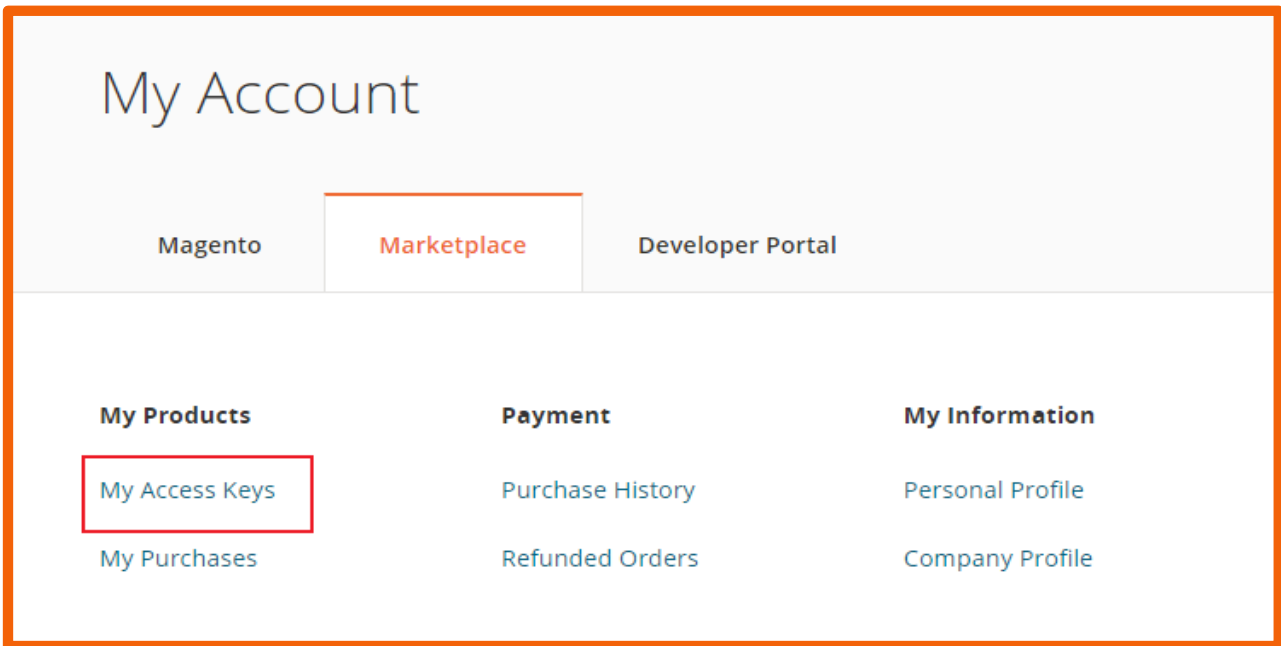 My Account
Magento Marketplace Developer Portal
My Products Payment My Information
My Access Keys Purchase History Personal Profile
My Purchases Refunded Orders Company Profile